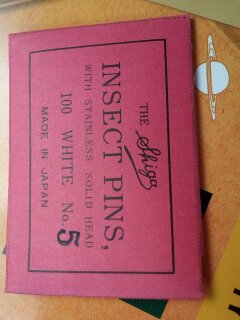 THE Shiga
INSECT PINS,
WITH STAINLESS SOLID HEAD
100 WHITE No. 5
MADE IN JAPAN